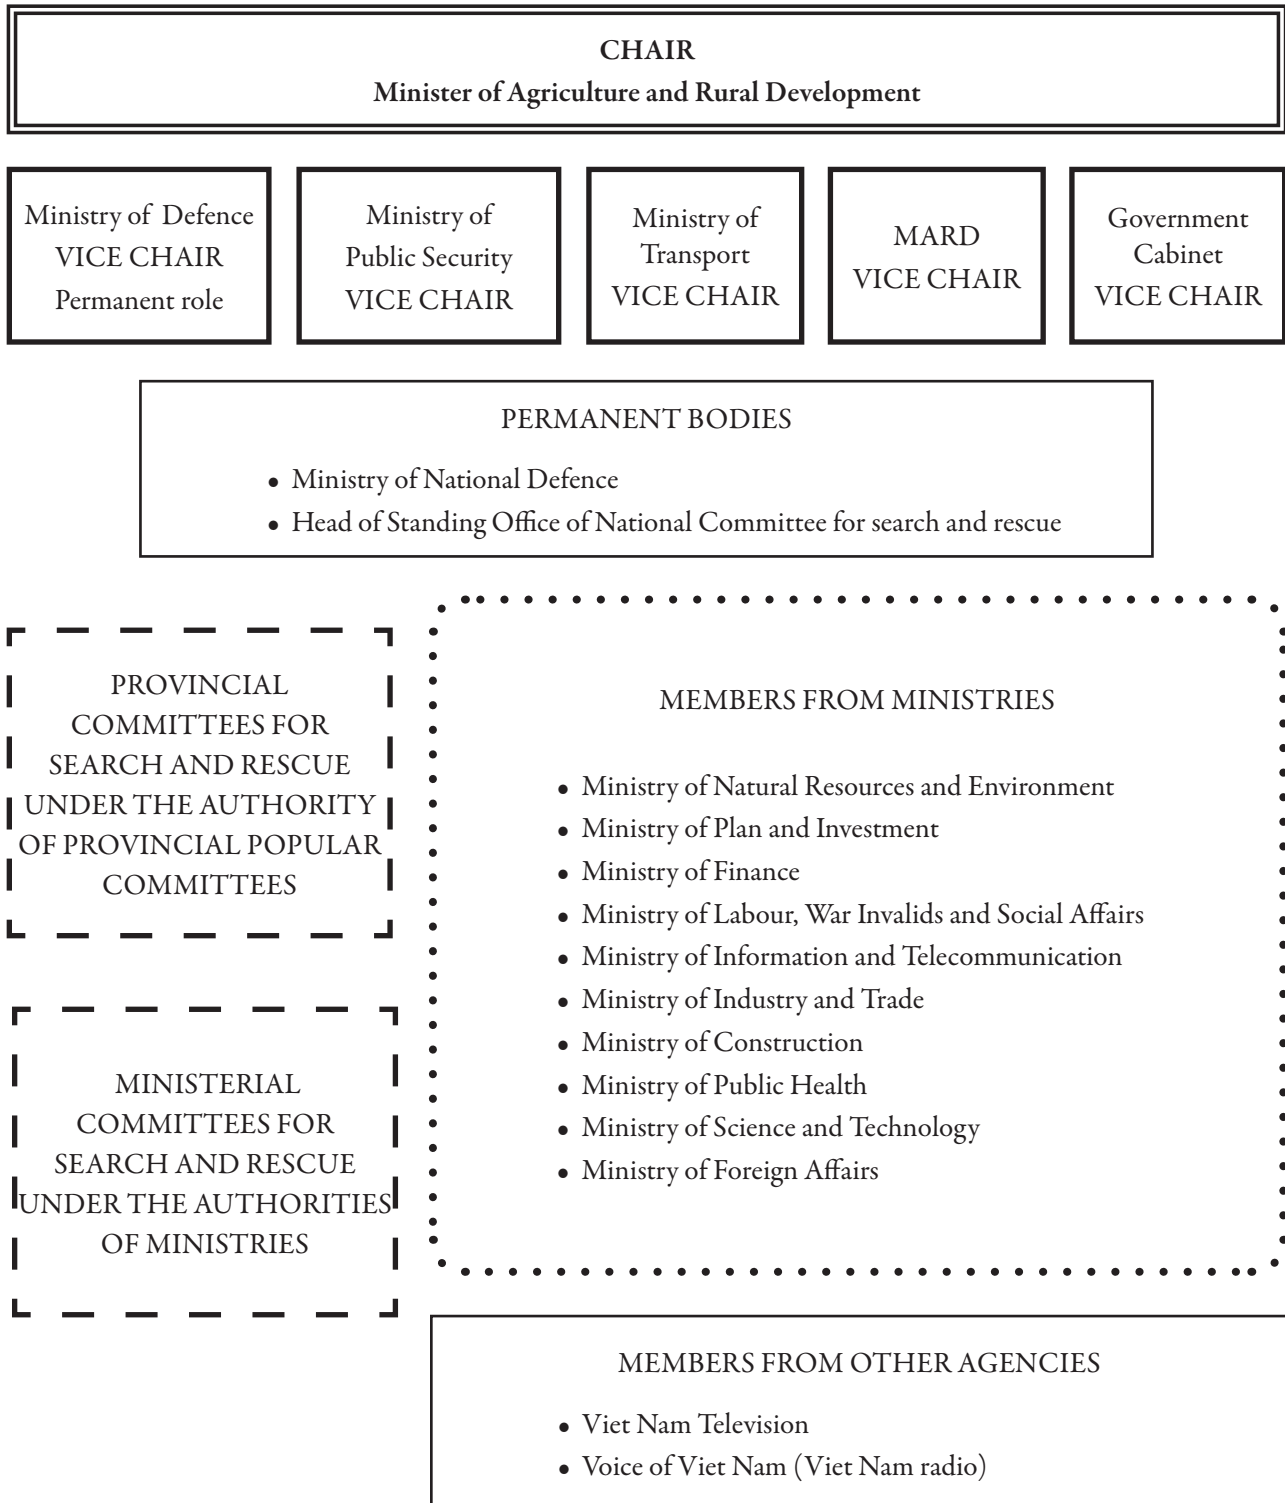 CHAIR
Minister of Agriculture and Rural Development
Ministry of Defence
VICE CHAIR
Permanent role
Ministry of
Public Security
VICE CHAIR
Ministry of
Transport
VICE CHAIR
MARD
VICE CHAIR
Government
Cabinet
VICE CHAIR
PERMANENT BODIES
• Ministry of National Defence
• Head of Standing Office of National Committee for search and rescue
PROVINCIAL
COMMITTEES FOR
SEARCH AND RESCUE
UNDER THE AUTHORITY
OF PROVINCIAL POPULAR
COMMITTEES
MINISTERIAL
COMMITTEES FOR
SEARCH AND RESCUE
UNDER THE AUTHORITIES
OF MINISTRIES
MEMBERS FROM MINISTRIES
• Ministry of Natural Resources and Environment
• Ministry of Plan and Investment
• Ministry of Finance
• Ministry of Labour, War Invalids and Social Affairs
• Ministry of Information and Telecommunication
• Ministry of Industry and Trade
• Ministry of Construction
• Ministry of Public Health
• Ministry of Science and Technology
• Ministry of Foreign Affairs
MEMBERS FROM OTHER AGENCIES
• Viet Nam Television
• Voice of Viet Nam (Viet Nam radio)